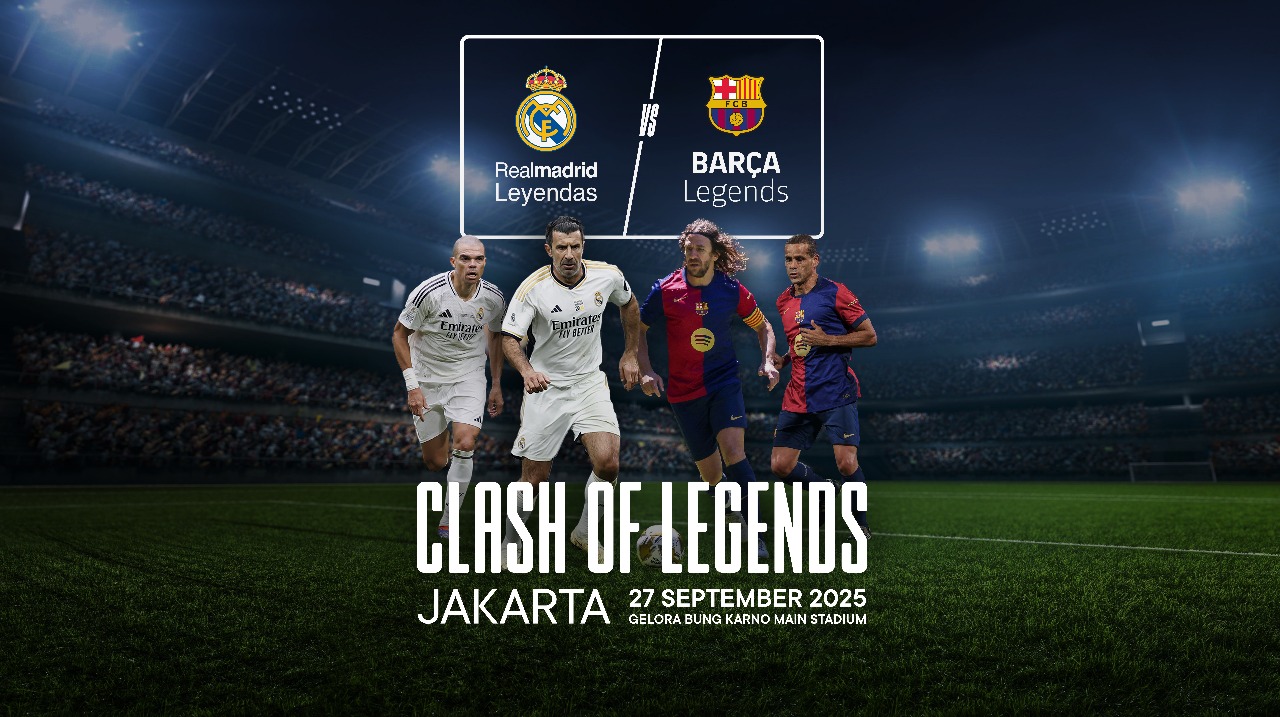 Realmadrid
Leyendas
VS
FCB
BARÇA
Legends
Emirates
FLY BETTER
Emirates
FLY BETTER
CLASH OF LEGENDS
JAKARTA
27 SEPTEMBER 2025
GELORA BUNG KARNO MAIN STADIUM